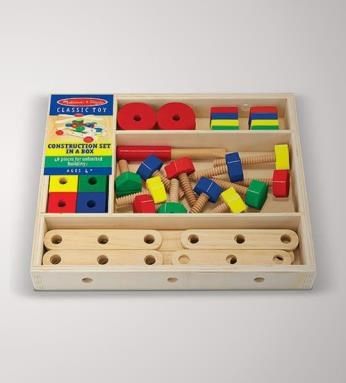 Melissa & Doug
CLASSIC TOY
CONSTRUCTION SET
IN A BOX
48 pieces for unlimited
building!
AGES 4+